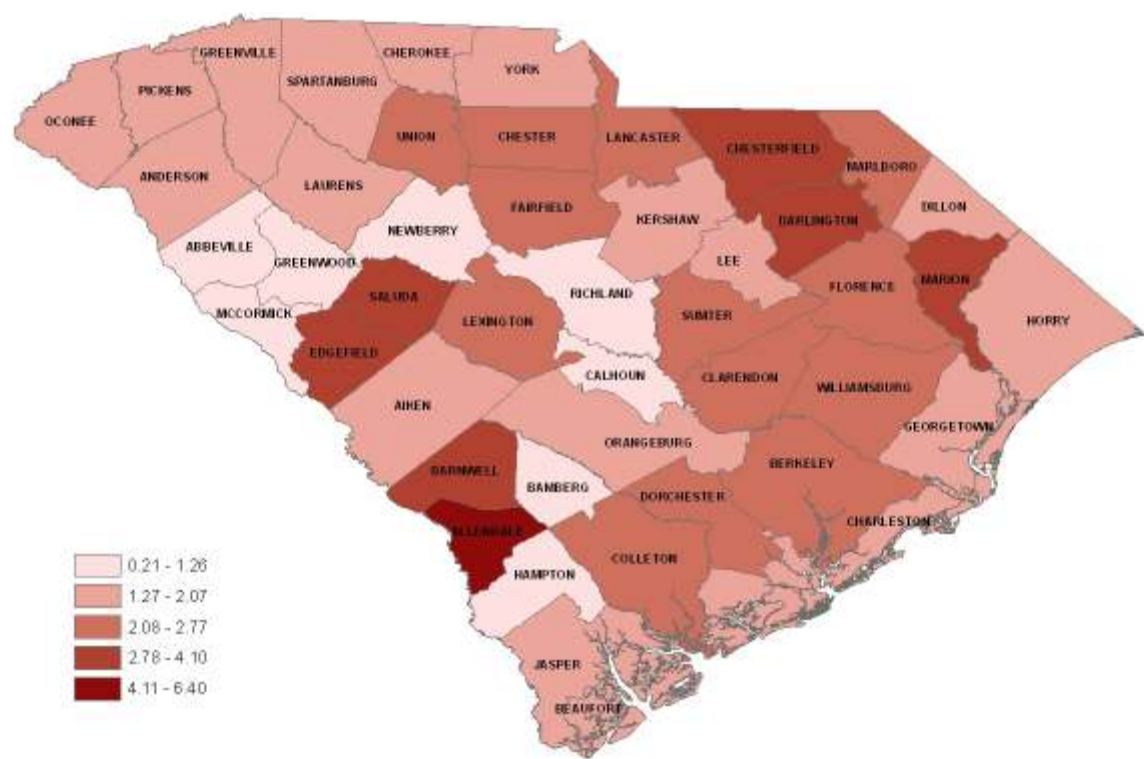 GREENVILLE
CHEROKEE
YORK
SPARTANBURG
PICKENS
OCONEE
UNION
CHESTER
LANCASTER
CHESTERFIELD
MARLBORO
ANDERSON
LAURENS
DILLON
FAIRFIELD
KERSHAW
DARLINGTON
NEWBERRY
ABBEVILLE
GREENWOOD
LEE
MARION
FLORENCE
RICHLAND
SALUDA
MCCORMICK
SUMTER
HORRY
LEXINGTON
EDGEFIELD
CALHOUN
CLARENDON
WILLIAMSBURG
AIKEN
GEORGETOWN
ORANGEBURG
BERKELEY
BARNWELL
BAMBERG
DORCHESTER
CHARLESTON
ALLENDALE
COLLETON
HAMPTON
JASPER
BEAUFORT
0.21 - 1.26
1.27 - 2.07
2.08 - 2.77
2.78 - 4.10
4.11 - 6.40